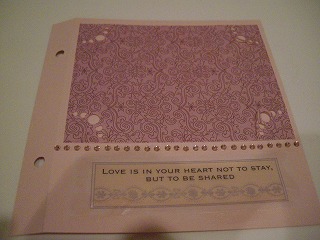 Love is in your heart not to stay,
but to be shared